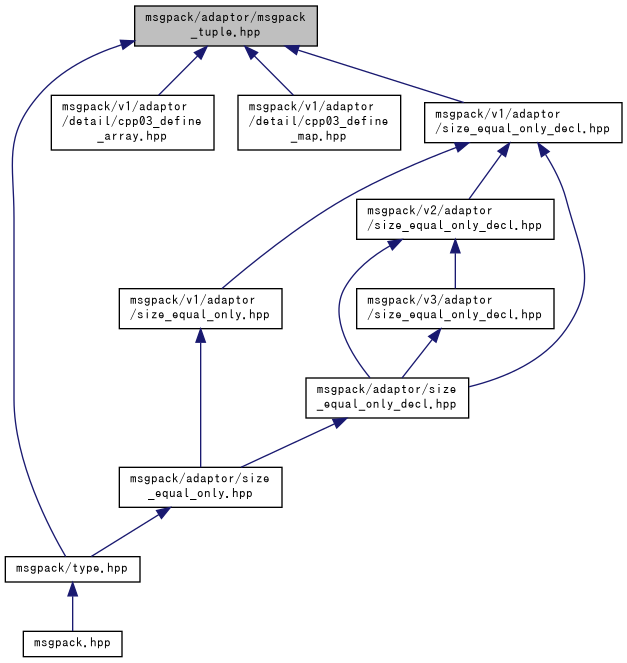 msgpack/adaptor/msgpack
_tuple.hpp
msgpack/v1/adaptor
/detail/cpp03_define
_array.hpp
msgpack/v1/adaptor
/detail/cpp03_define
_map.hpp
msgpack/v1/adaptor
/size_equal_only_decl.hpp
msgpack/v2/adaptor
/size_equal_only_decl.hpp
msgpack/v1/adaptor
/size_equal_only.hpp
msgpack/v3/adaptor
/size_equal_only_decl.hpp
msgpack/adaptor/size
_equal_only_decl.hpp
msgpack/adaptor/size
_equal_only.hpp
msgpack/type.hpp
msgpack.hpp